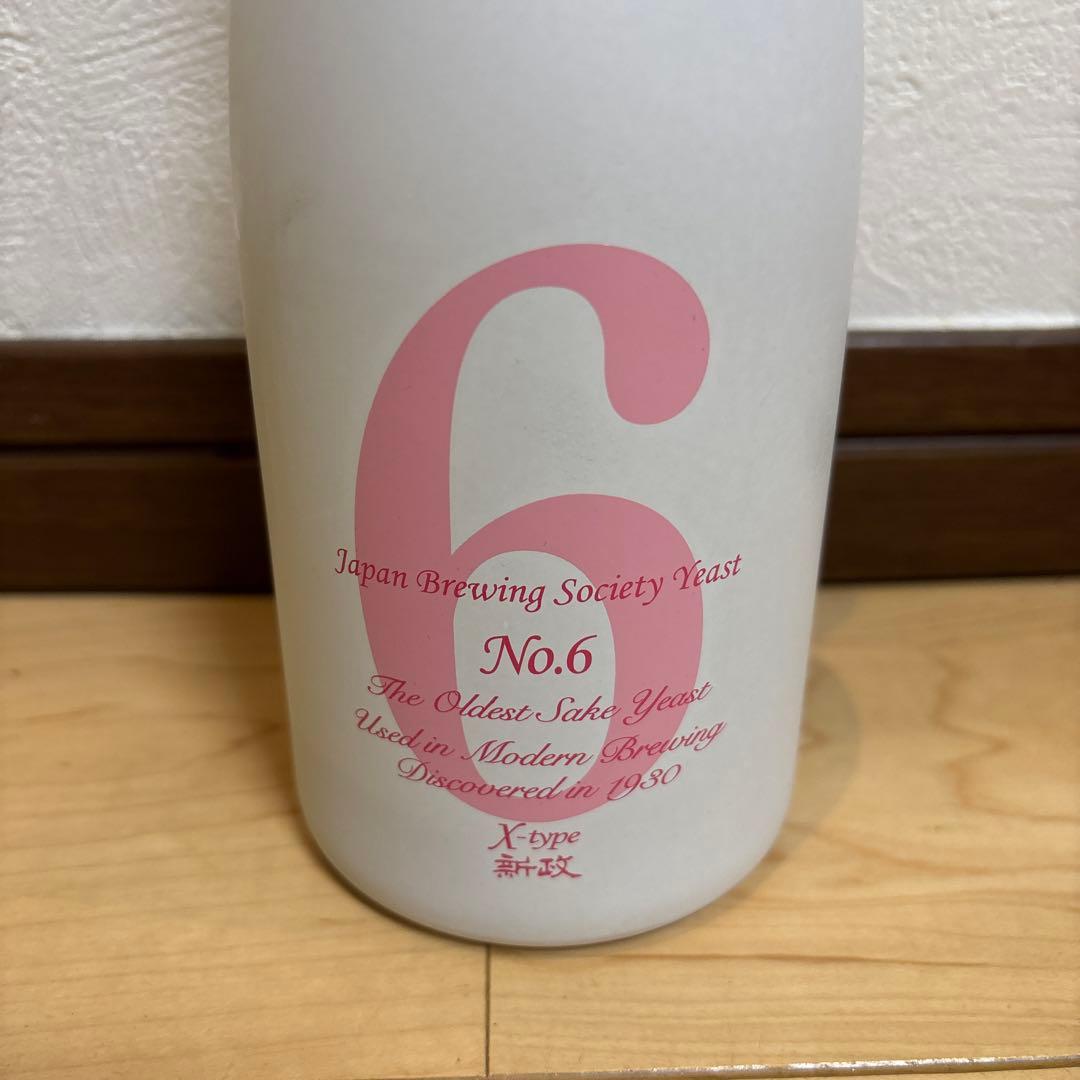 6
Japan Brewing Society Yeast
No.6
The Oldest Sake Yeast
Used in Modern Brewing
Discovered in 1930
X-type
新政